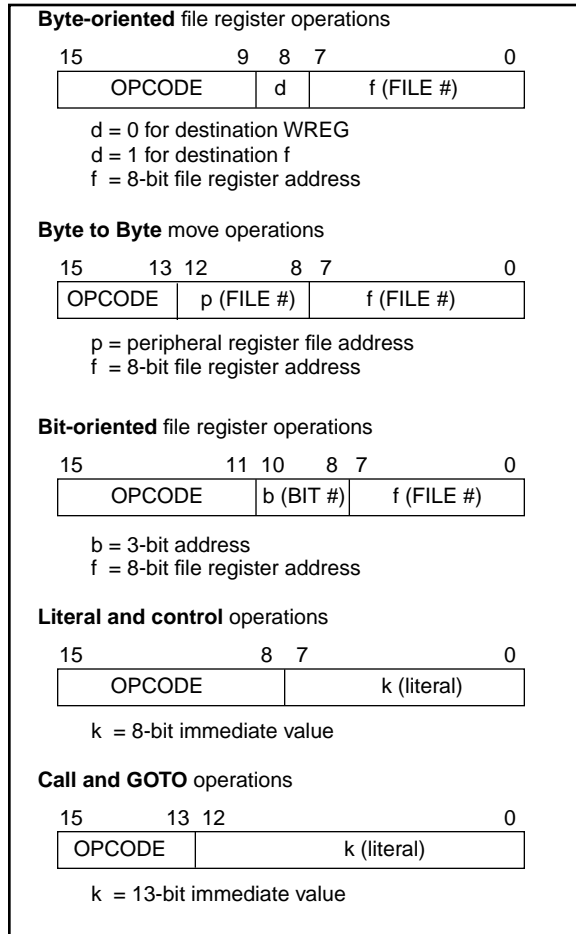 Byte-oriented file register operations
15 9 8 7 0
OPCODE d f (FILE #)
d = 0 for destination WREG
d = 1 for destination f
f = 8-bit file register address
Byte to Byte move operations
15 13 12 8 7 0
OPCODE p (FILE #) f (FILE #)
p = peripheral register file address
f = 8-bit file register address
Bit-oriented file register operations
15 11 10 8 7 0
OPCODE b (BIT #) f (FILE #)
b = 3-bit address
f = 8-bit file register address
Literal and control operations
15 8 7 0
OPCODE k (literal)
k = 8-bit immediate value
Call and GOTO operations
15 13 12 0
OPCODE k (literal)
k = 13-bit immediate value